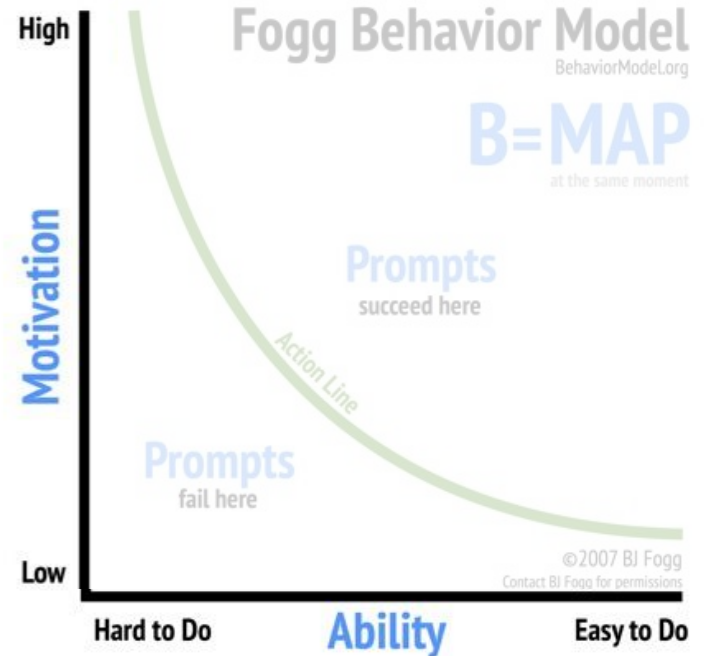 High
Fogg Behavior Model
BehaviorModel.org
B=MAP
at the same moment
Motivation
Prompts
succeed here
Action Line
Prompts
fail here
©2007 BJ Fogg
Contact BJ Fogg for permissions
Low
Hard to Do
Ability
Easy to Do